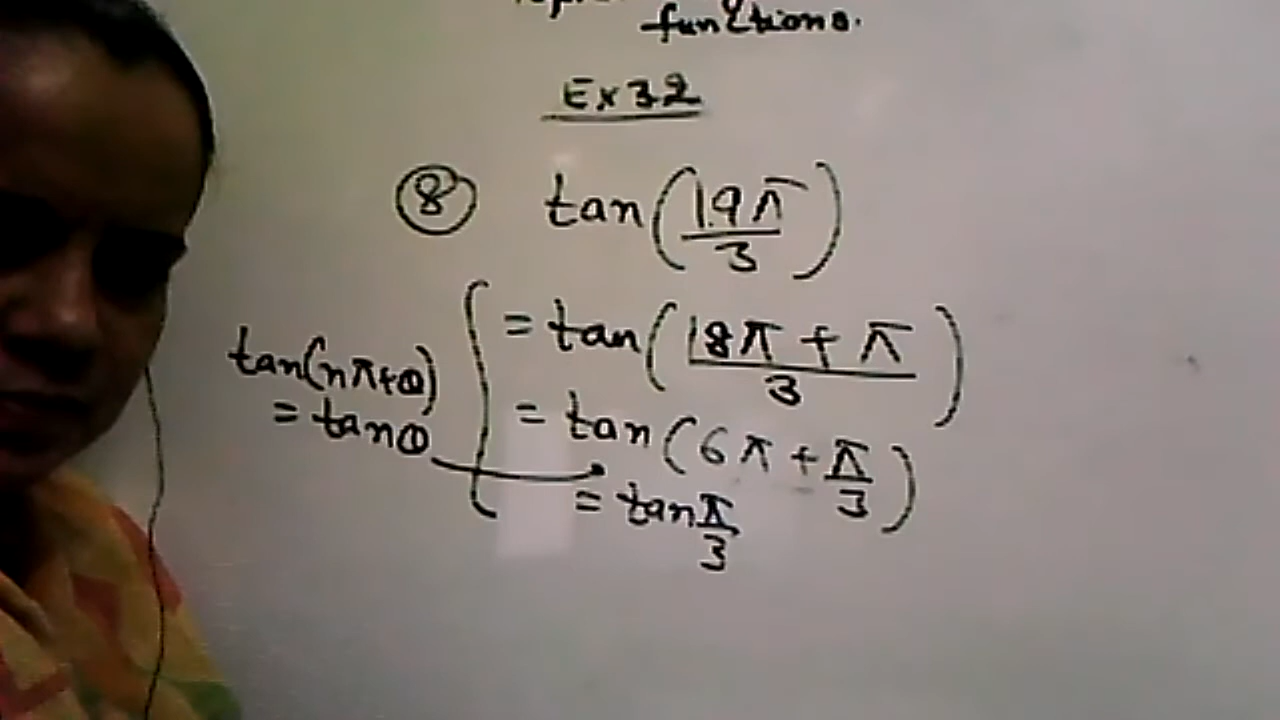 functions.
Ex 3.2
⑧ tan(19π/3)
= tan((18π + π)/3)
tan(nπ+θ)
= tanθ
= tan(6π + π/3)
= tan π/3